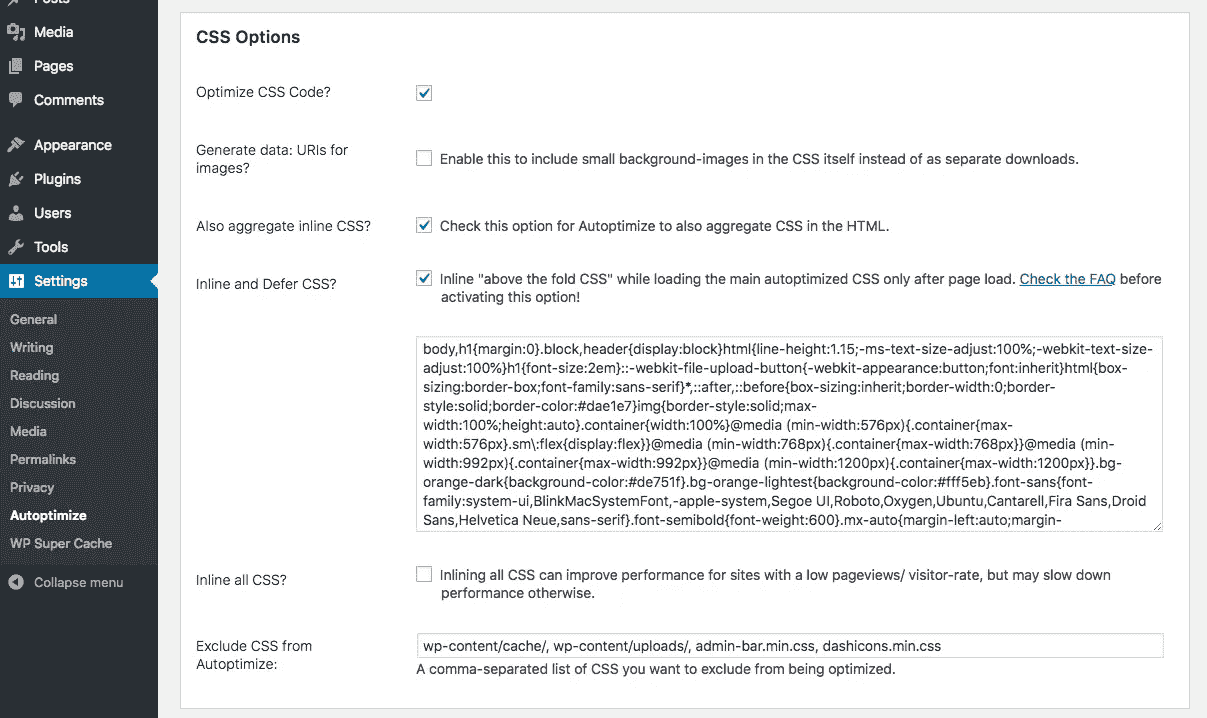 Posts
Media
Pages
Comments
Appearance
Plugins
Users
Tools
Settings
General
Writing
Reading
Discussion
Media
Permalinks
Privacy
Autoptimize
WP Super Cache
Collapse menu
CSS Options
Optimize CSS Code?
Generate data: URIs for
images?
Enable this to include small background-images in the CSS itself instead of as separate downloads.
Also aggregate inline CSS?
Check this option for Autoptimize to also aggregate CSS in the HTML.
Inline and Defer CSS?
Inline "above the fold CSS" while loading the main autoptimized CSS only after page load. Check the FAQ before
activating this option!
body,h1{margin:0}.block,header{display:block}html{line-height:1.15;-ms-text-size-adjust:100%;-webkit-text-size-
adjust:100%}h1{font-size:2em}::-webkit-file-upload-button{-webkit-appearance:button;font:inherit}html{box-
sizing:border-box;font-family:sans-serif}*,::after,::before{box-sizing:inherit;border-width:0;border-
style:solid;border-color:#dae1e7}img{border-style:solid;max-
width:100%;height:auto}.container{width:100%}@media (min-width:576px){.container{max-
width:576px}.sm\:flex{display:flex}}@media (min-width:768px){.container{max-width:768px}}@media (min-
width:992px){.container{max-width:992px}}@media (min-width:1200px){.container{max-width:1200px}}.bg-
orange-dark{background-color:#de751f}.bg-orange-lightest{background-color:#fff5eb}.font-sans{font-
family:system-ui,BlinkMacSystemFont,-apple-system,Segoe UI,Roboto,Oxygen,Ubuntu,Cantarell,Fira Sans,Droid
Sans,Helvetica Neue,sans-serif}.font-semibold{font-weight:600}.mx-auto{margin-left:auto;margin-
Inline all CSS?
Inlining all CSS can improve performance for sites with a low pageviews/ visitor-rate, but may slow down
performance otherwise.
Exclude CSS from
Autoptimize:
wp-content/cache/, wp-content/uploads/, admin-bar.min.css, dashicons.min.css
A comma-separated list of CSS you want to exclude from being optimized.